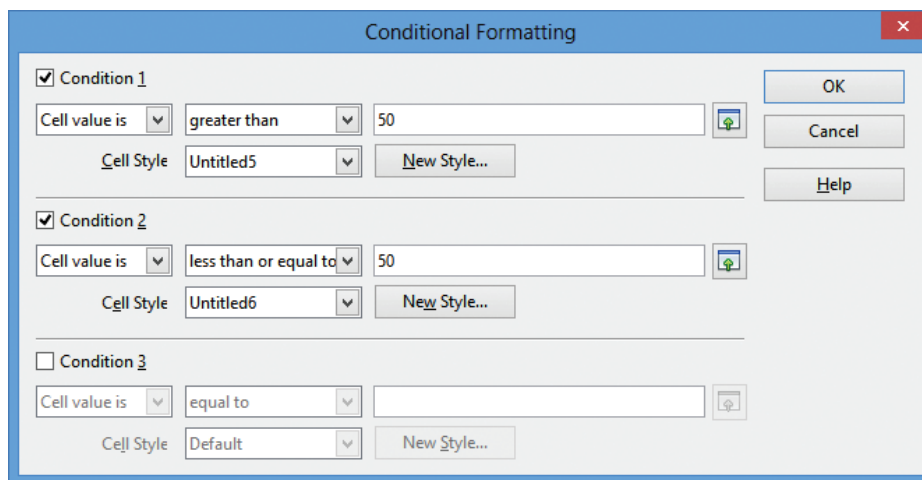 Conditional Formatting
Condition 1
OK
Cell value is greater than 50
Cancel
Cell Style Untitled5 New Style...
Help
Condition 2
Cell value is less than or equal to 50
Cell Style Untitled6 New Style...
Condition 3
Cell value is equal to
Cell Style Default New Style...